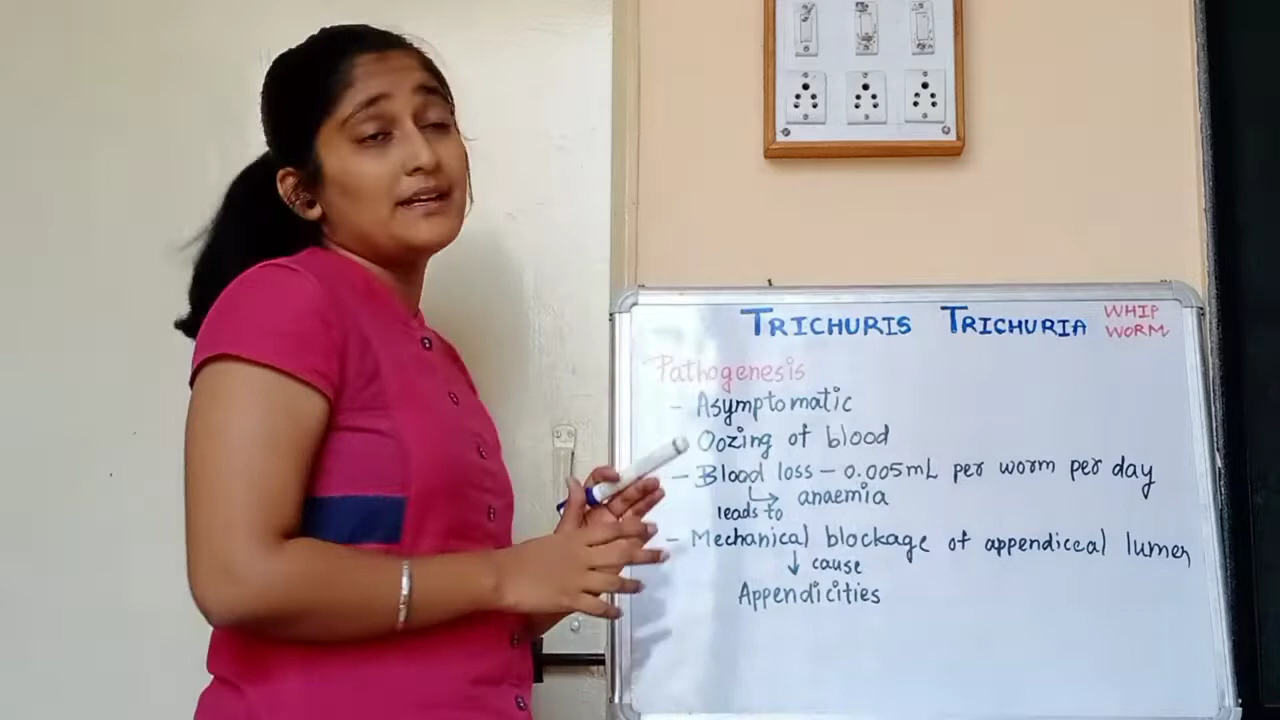 TRICHURIS TRICHURIA WHIP WORM
Pathogenesis
- Asymptomatic
- Oozing of blood
- Blood loss - 0.005mL per worm per day
↳ anaemia
leads to
- Mechanical blockage of appendiceal lumen
↓ cause
Appendicities